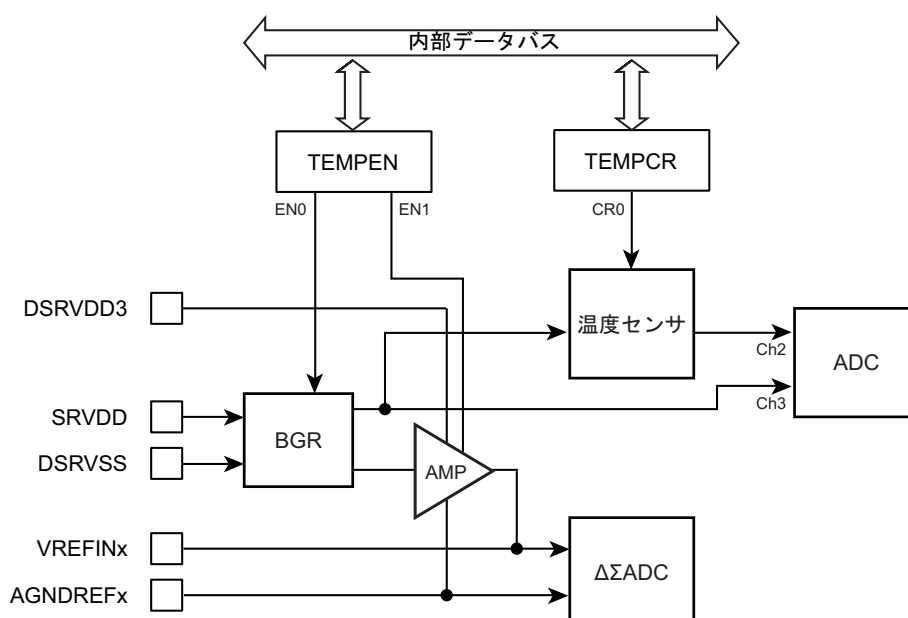 内部データバス
TEMPEN
TEMPCR
EN0
EN1
CR0
DSRVDD3
温度センサ
Ch2
ADC
Ch3
SRVDD
BGR
DSRVSS
AMP
VREFINx
ΔΣADC
AGNDREFx